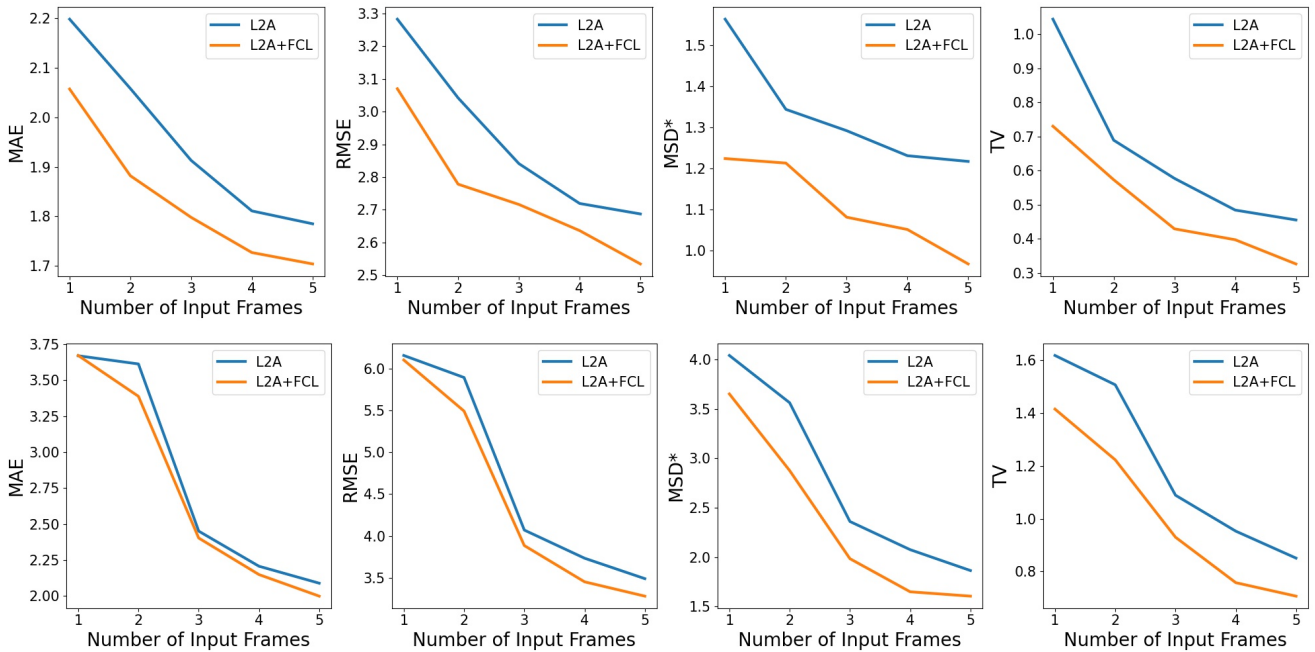 2.2
2.1
2.0
1.9
1.8
1.7
MAE
1 2 3 4 5
Number of Input Frames
L2A
L2A+FCL
3.3
3.2
3.1
3.0
2.9
2.8
2.7
2.6
2.5
RMSE
1 2 3 4 5
Number of Input Frames
L2A
L2A+FCL
1.5
1.4
1.3
1.2
1.1
1.0
MSD*
1 2 3 4 5
Number of Input Frames
L2A
L2A+FCL
1.0
0.9
0.8
0.7
0.6
0.5
0.4
0.3
TV
1 2 3 4 5
Number of Input Frames
L2A
L2A+FCL
3.75
3.50
3.25
3.00
2.75
2.50
2.25
2.00
MAE
1 2 3 4 5
Number of Input Frames
L2A
L2A+FCL
6.0
5.5
5.0
4.5
4.0
3.5
RMSE
1 2 3 4 5
Number of Input Frames
L2A
L2A+FCL
4.0
3.5
3.0
2.5
2.0
1.5
MSD*
1 2 3 4 5
Number of Input Frames
L2A
L2A+FCL
1.6
1.4
1.2
1.0
0.8
TV
1 2 3 4 5
Number of Input Frames
L2A
L2A+FCL